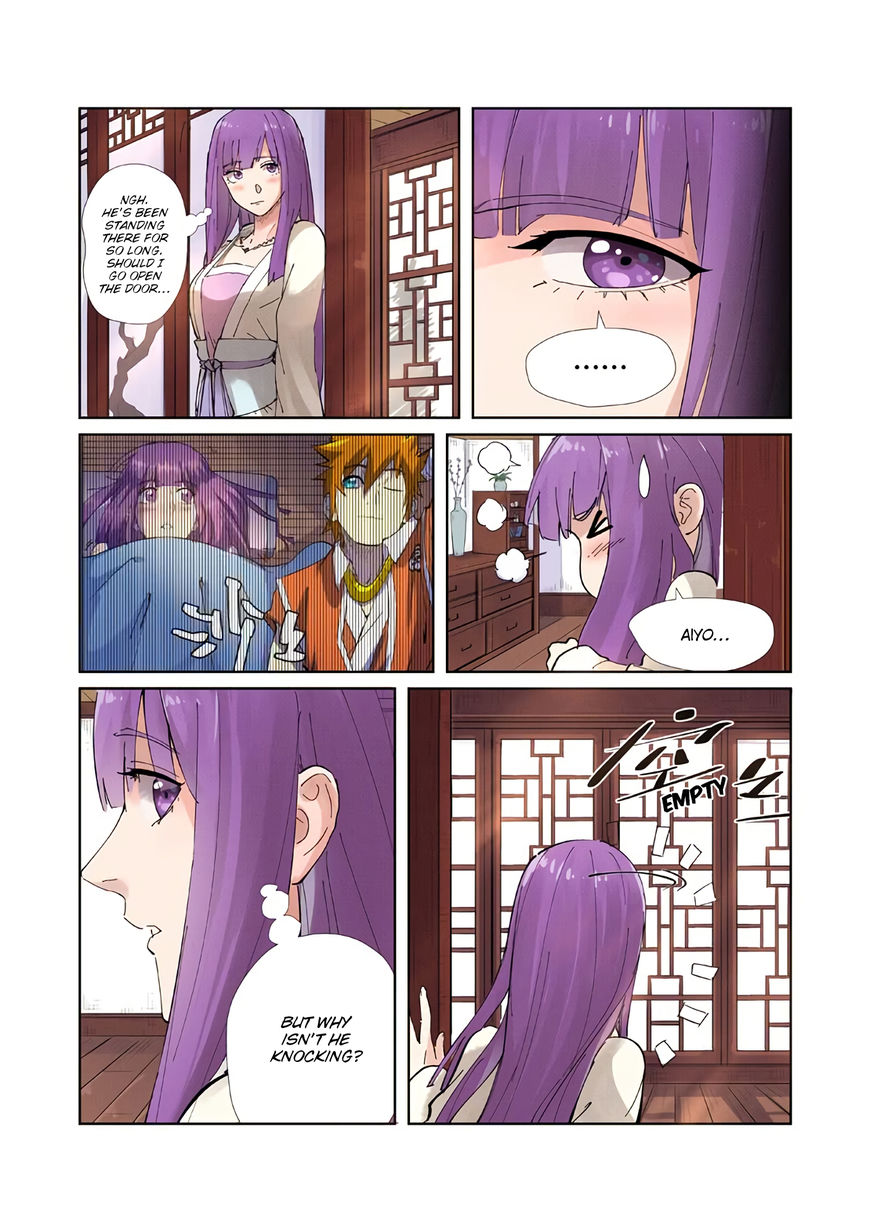 NGH.
HE'S BEEN
STANDING
THERE FOR
SO LONG.
SHOULD I
GO OPEN
THE DOOR...
......
AIYO...
BUT WHY
ISN'T HE
KNOCKING?
空
EMPTY